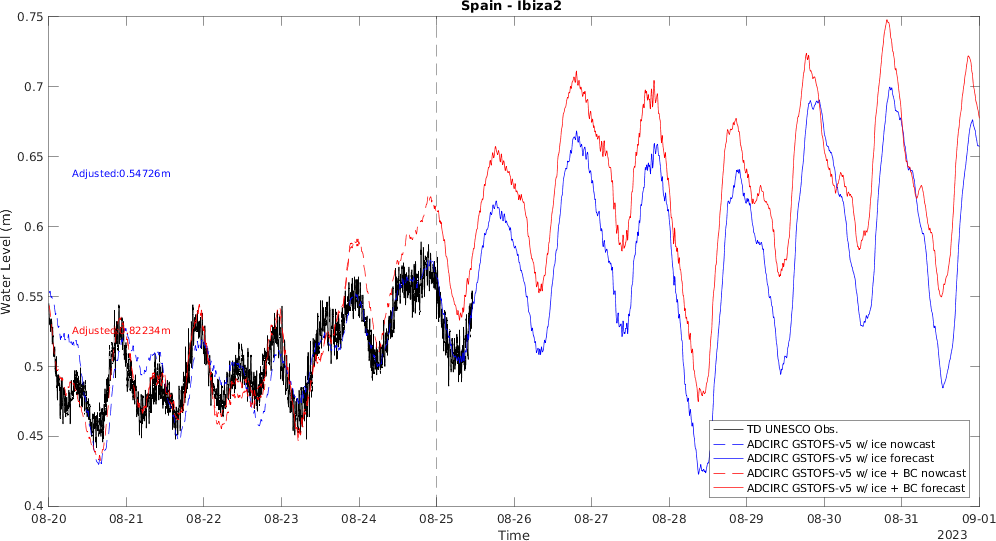 Spain - Ibiza2
0.75
0.7
0.65
0.6
0.55
0.5
0.45
0.4
Water Level (m)
Adjusted:0.54726m
Adjusted: 82234m
TD UNESCO Obs.
ADCIRC GSTOFS-v5 w/ ice nowcast
ADCIRC GSTOFS-v5 w/ ice forecast
ADCIRC GSTOFS-v5 w/ ice + BC nowcast
ADCIRC GSTOFS-v5 w/ ice + BC forecast
08-20 08-21 08-22 08-23 08-24 08-25 08-26 08-27 08-28 08-29 08-30 08-31 09-01
Time
2023